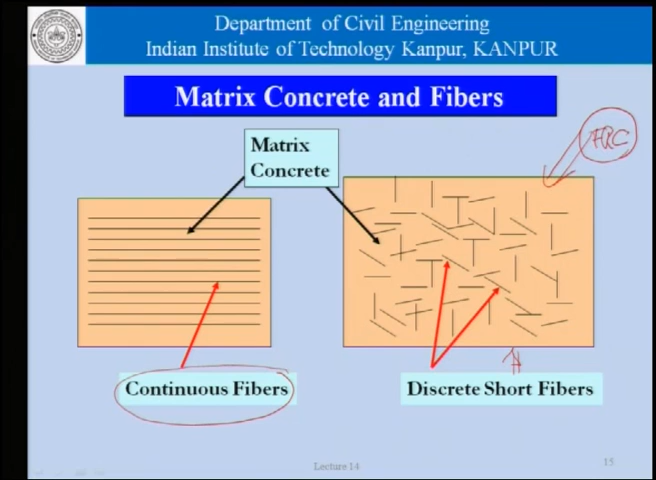 Department of Civil Engineering
Indian Institute of Technology Kanpur, KANPUR
Matrix Concrete and Fibers
Matrix
Concrete
FRC
Continuous Fibers
Discrete Short Fibers
Lecture 14
15